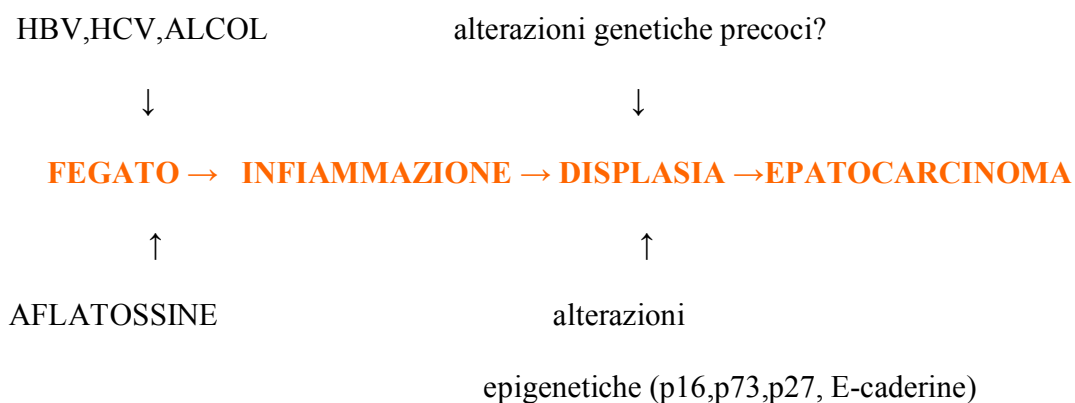 HBV,HCV,ALCOL alterazioni genetiche precoci?
↓ ↓
FEGATO → INFIAMMAZIONE → DISPLASIA →EPATOCARCINOMA
↑ ↑
AFLATOSSINE alterazioni
epigenetiche (p16,p73,p27, E-caderine)